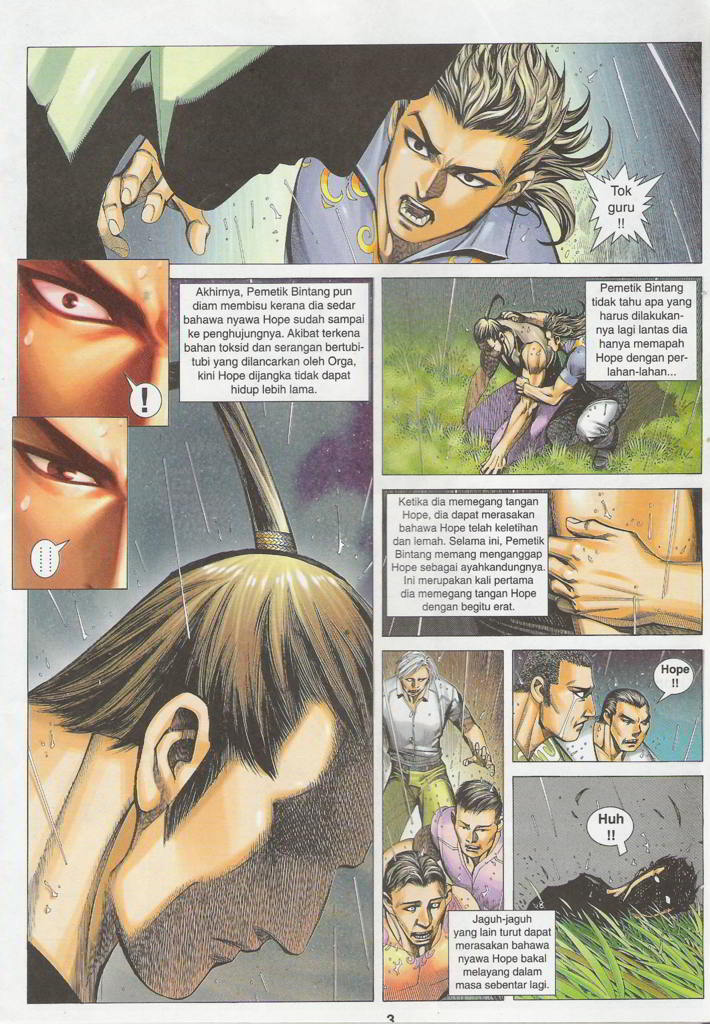 Tok
guru
!!
Akhirnya, Pemetik Bintang pun
diam membisu kerana dia sedar
bahawa nyawa Hope sudah sampai
ke penghujungnya. Akibat terkena
bahan toksid dan serangan bertubi-
tubi yang dilancarkan oleh Orga,
kini Hope dijangka tidak dapat
hidup lebih lama.
!
........
Pemetik Bintang
tidak tahu apa yang
harus dilakukan-
nya lagi lantas dia
hanya memapah
Hope dengan per-
lahan-lahan...
Ketika dia memegang tangan
Hope, dia dapat merasakan
bahawa Hope telah keletihan
dan lemah. Selama ini, Pemetik
Bintang memang menganggap
Hope sebagai ayahkandungnya.
Ini merupakan kali pertama
dia memegang tangan Hope
dengan begitu erat.
Hope
!!
Jaguh-jaguh
yang lain turut dapat
merasakan bahawa
nyawa Hope bakal
melayang dalam
masa sebentar lagi.
Huh
!!
3